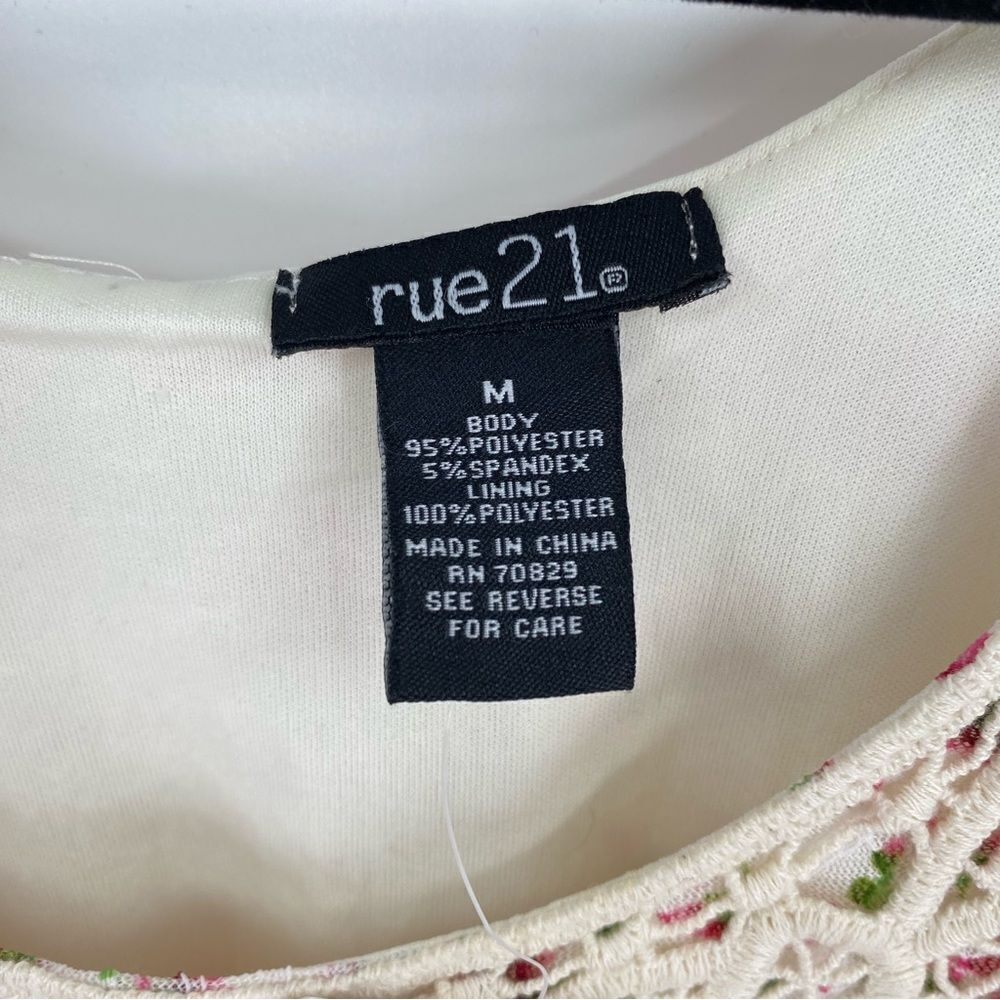 rue21®
M
BODY
95%POLYESTER
5%SPANDEX
LINING
100%POLYESTER
MADE IN CHINA
RN 70829
SEE REVERSE
FOR CARE